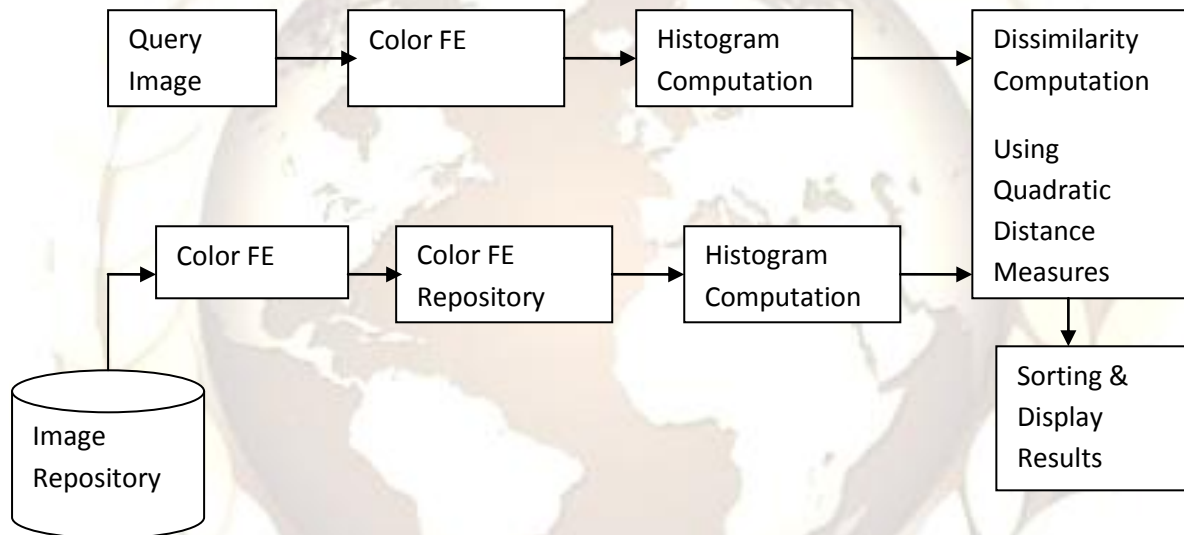 Query
Image
Color FE
Histogram
Computation
Dissimilarity
Computation
Using
Quadratic
Distance
Measures
Color FE
Color FE
Repository
Histogram
Computation
Image
Repository
Sorting &
Display
Results